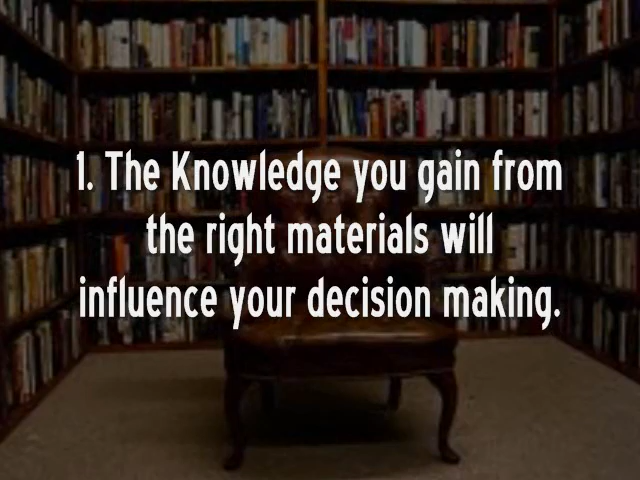 1. The Knowledge you gain from
the right materials will
influence your decision making.